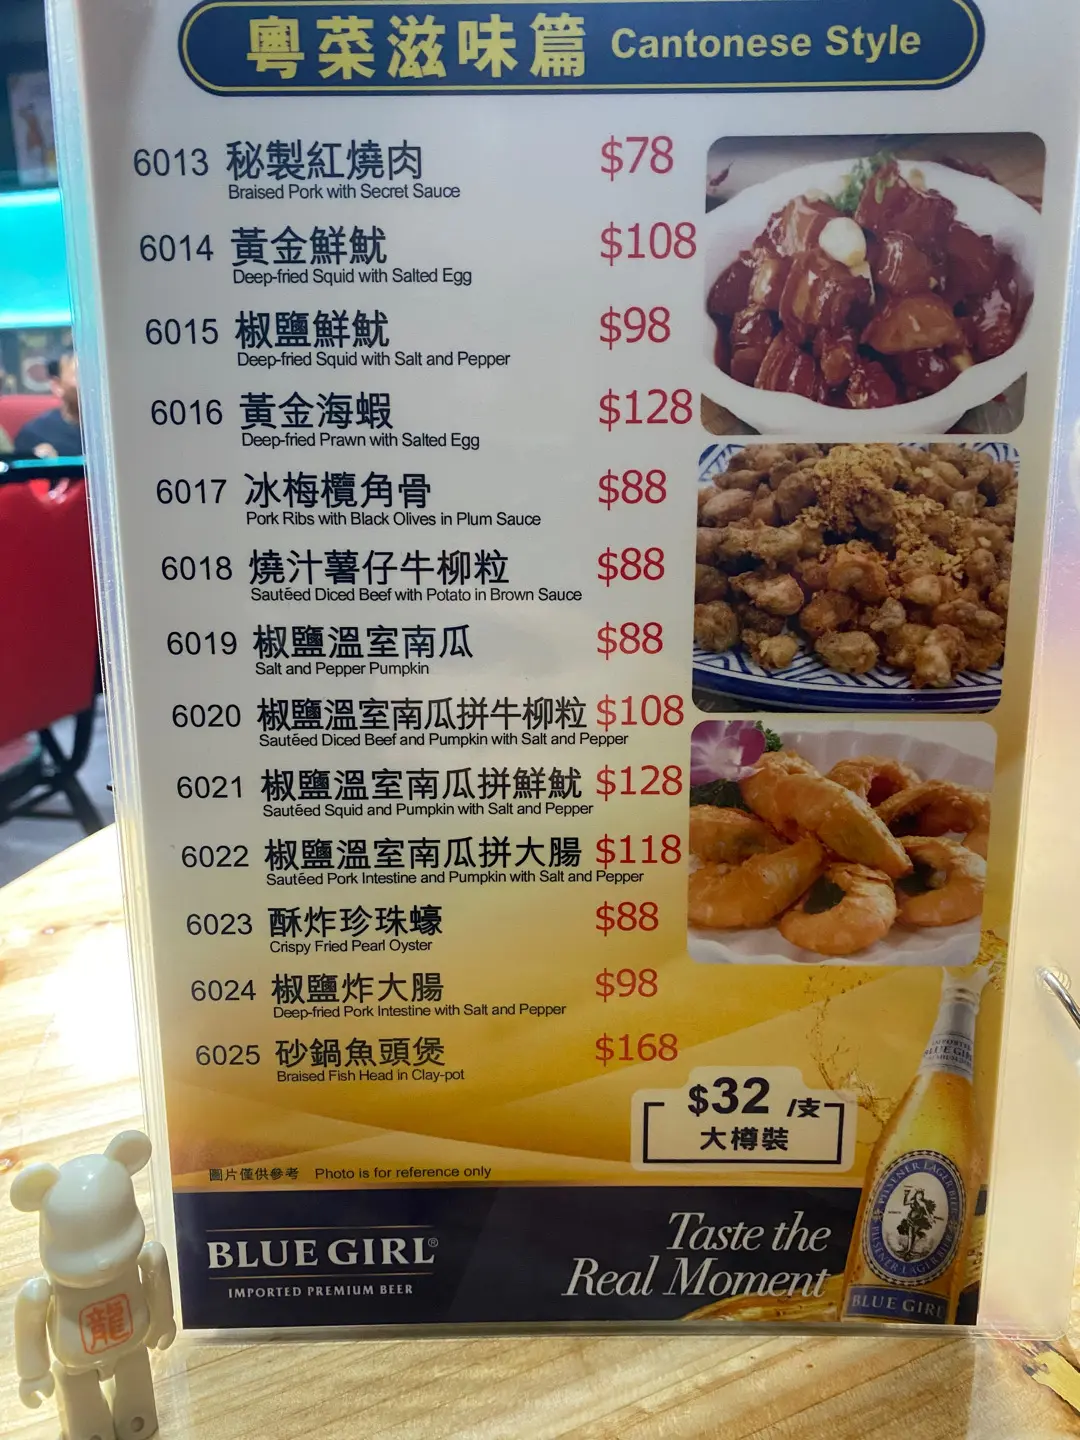 粵菜滋味篇 Cantonese Style
6013 秘製紅燒肉 $78
Braised Pork with Secret Sauce
6014 黃金鮮魷 $108
Deep-fried Squid with Salted Egg
6015 椒鹽鮮魷 $98
Deep-fried Squid with Salt and Pepper
6016 黃金海蝦 $128
Deep-fried Prawn with Salted Egg
6017 冰梅欖角骨 $88
Pork Ribs with Black Olives in Plum Sauce
6018 燒汁薯仔牛柳粒 $88
Sautéed Diced Beef with Potato in Brown Sauce
6019 椒鹽溫室南瓜 $88
Salt and Pepper Pumpkin
6020 椒鹽溫室南瓜拼牛柳粒 $108
Sautéed Diced Beef and Pumpkin with Salt and Pepper
6021 椒鹽溫室南瓜拼鮮魷 $128
Sautéed Squid and Pumpkin with Salt and Pepper
6022 椒鹽溫室南瓜拼大腸 $118
Sautéed Pork Intestine and Pumpkin with Salt and Pepper
6023 酥炸珍珠蠔 $88
Crispy Fried Pearl Oyster
6024 椒鹽炸大腸 $98
Deep-fried Pork Intestine with Salt and Pepper
6025 砂鍋魚頭煲 $168
Braised Fish Head in Clay-pot
$32 /支
大樽裝
圖片僅供參考 Photo is for reference only
BLUE GIRL®
IMPORTED PREMIUM BEER
Taste the
Real Moment
PILSENER LAGER BIER
PILSENER LAGER BIER
BLUE GIRL
龍